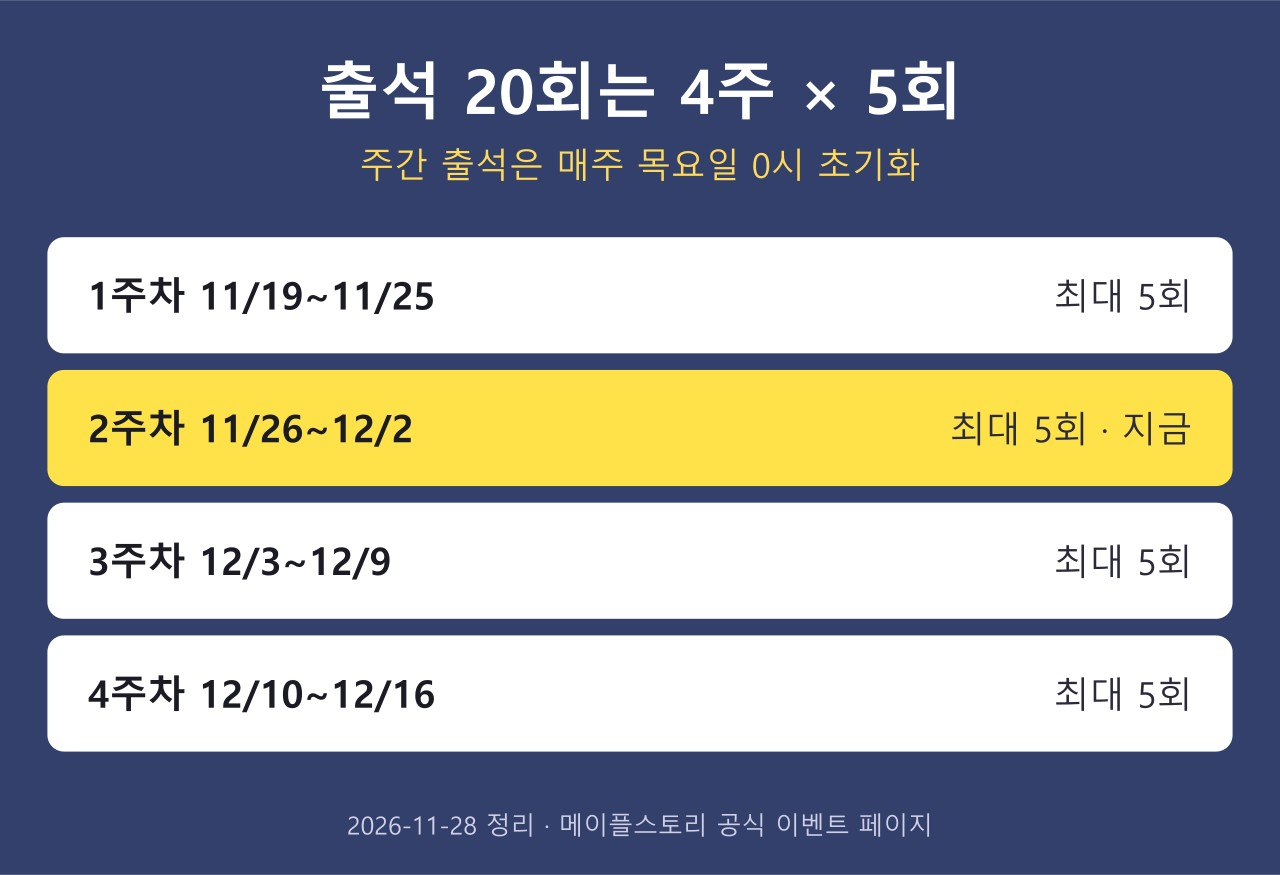 출석 20회는 4주 × 5회
주간 출석은 매주 목요일 0시 초기화
1주차 11/19~11/25 최대 5회
2주차 11/26~12/2 최대 5회 · 지금
3주차 12/3~12/9 최대 5회
4주차 12/10~12/16 최대 5회
2026-11-28 정리 · 메이플스토리 공식 이벤트 페이지